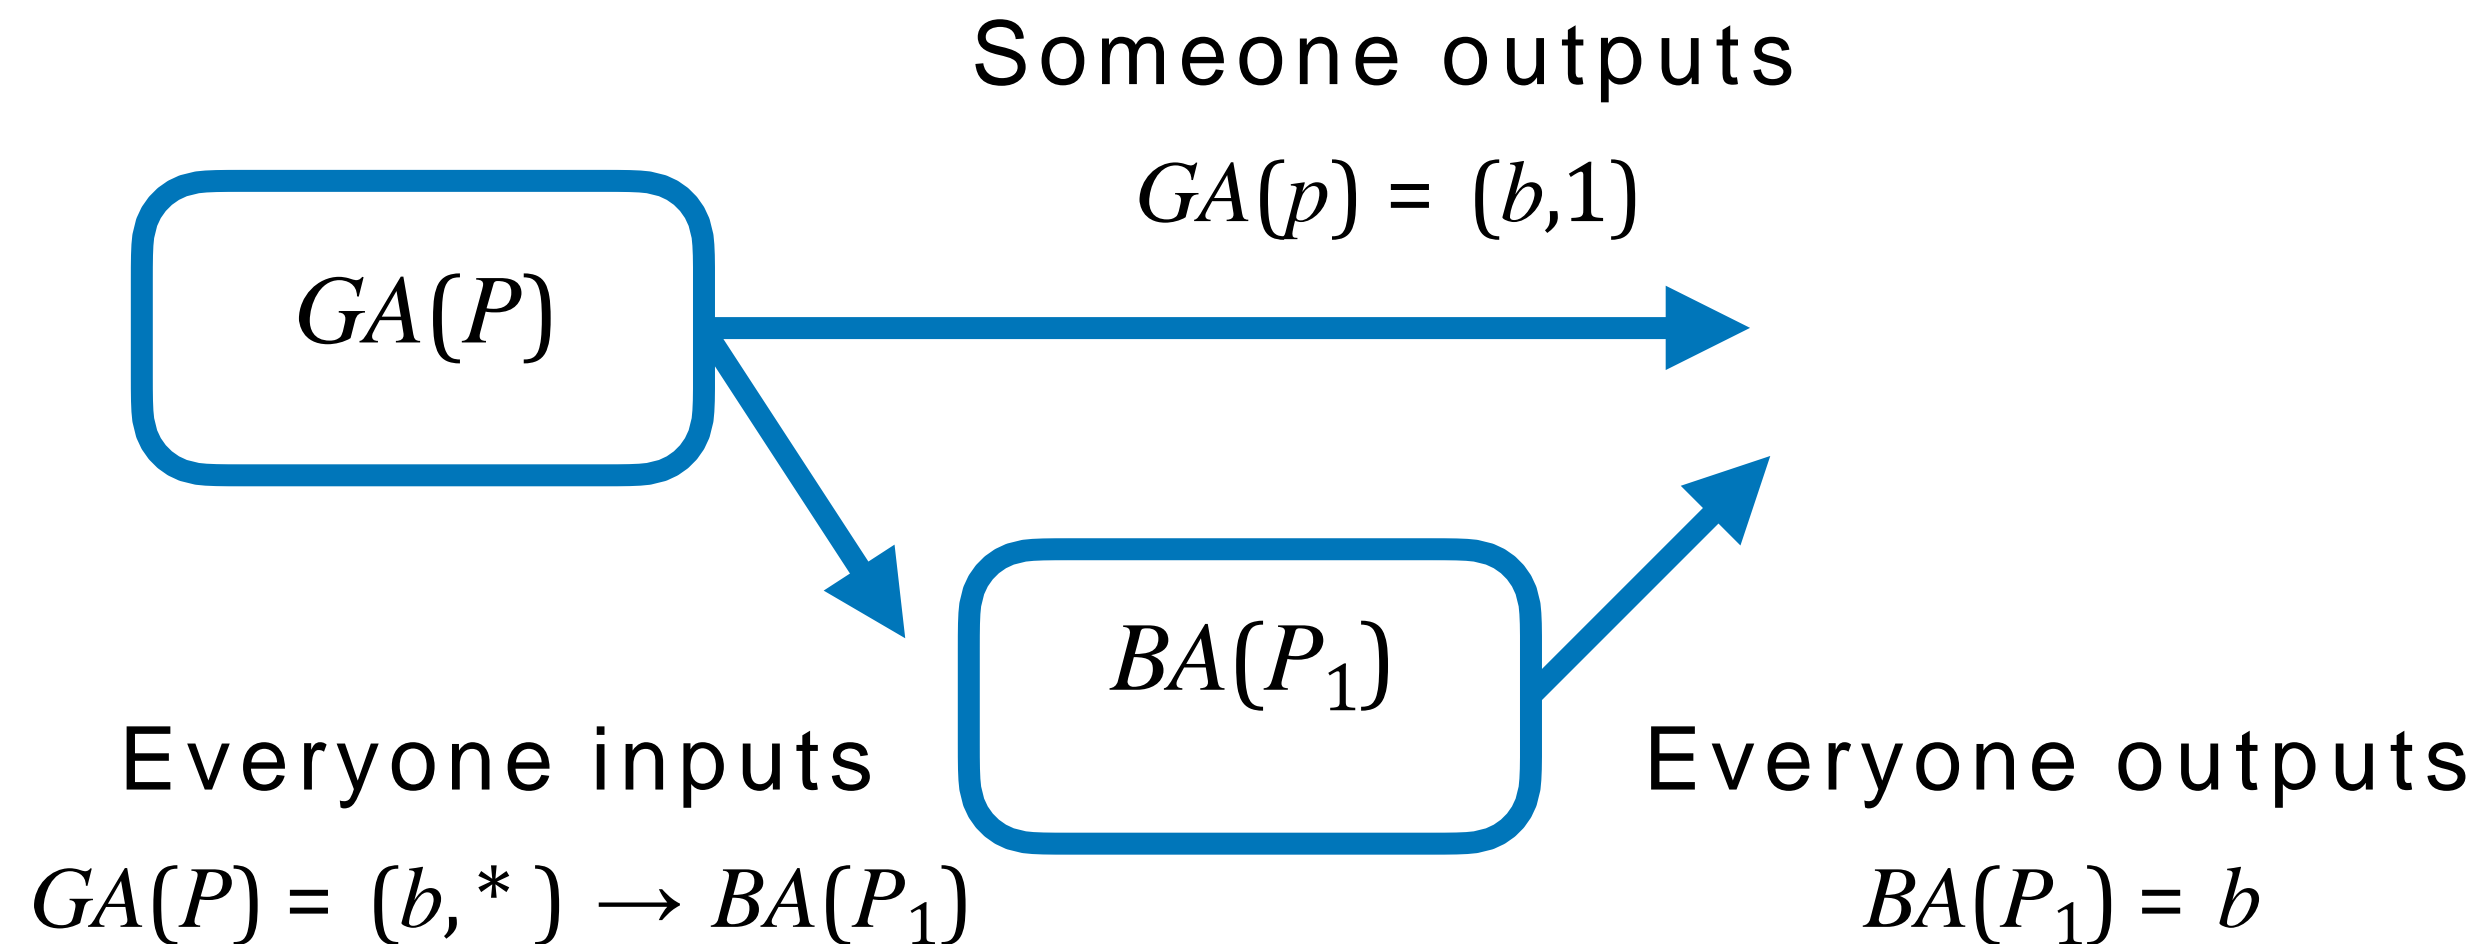 Someone outputs
GA(p) = (b,1)
GA(P)
BA(P₁)
Everyone inputs
GA(P) = (b, * ) → BA(P₁)
Everyone outputs
BA(P₁) = b